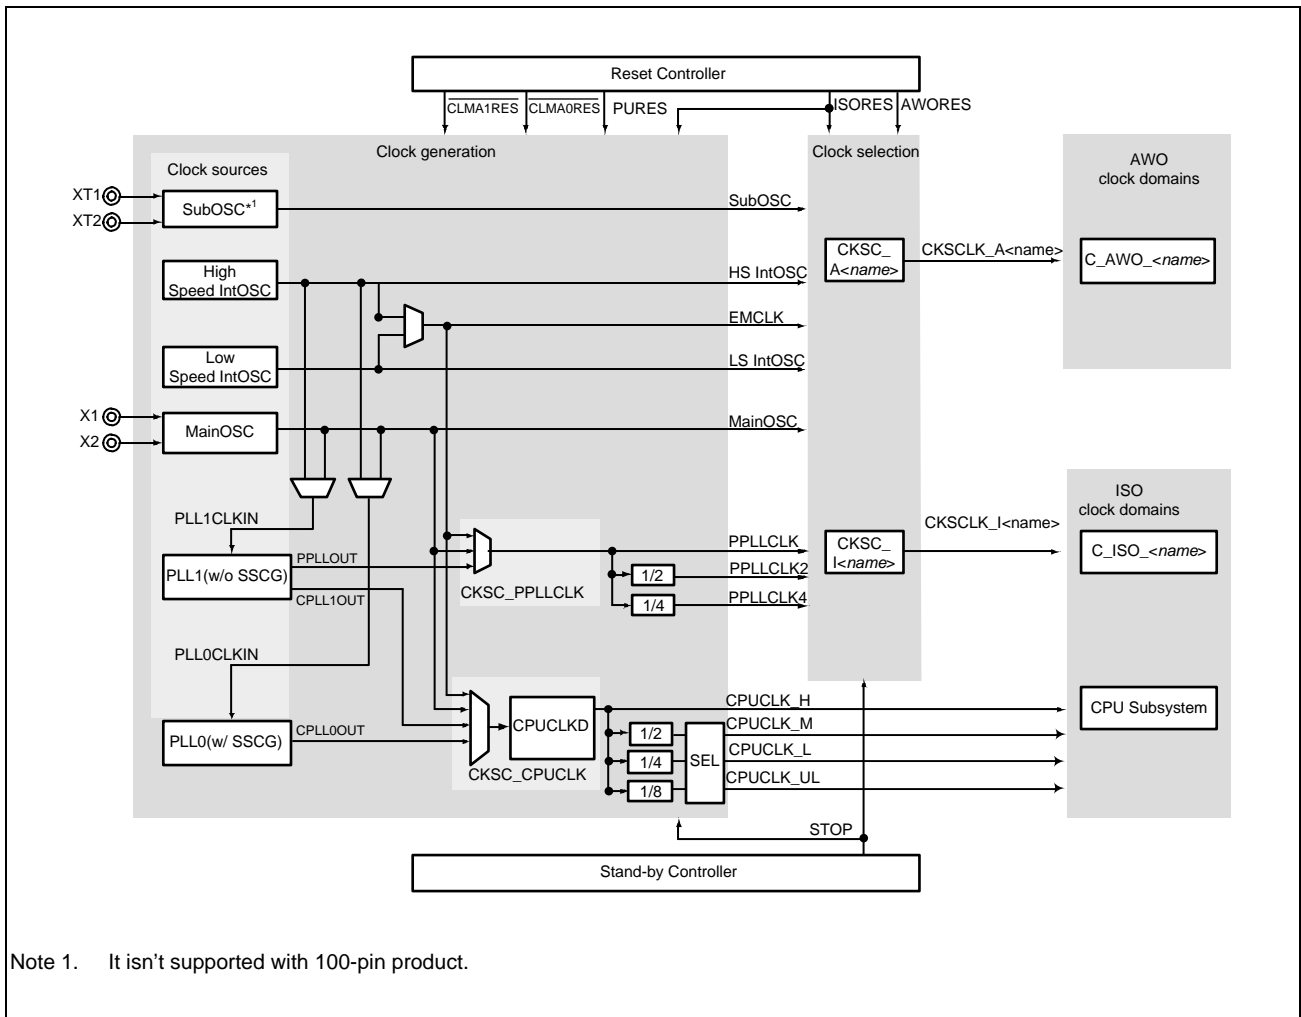 Reset Controller
CLMA1RES
CLMA0RES
PURES
ISORES
AWORES
Clock generation
Clock selection
AWO
clock domains
Clock sources
XT1
XT2
SubOSC*1
SubOSC
High
Speed IntOSC
HS IntOSC
CKSC_
A<name>
CKSCLK_A<name>
C_AWO_<name>
EMCLK
Low
Speed IntOSC
LS IntOSC
X1
X2
MainOSC
MainOSC
ISO
clock domains
PLL1CLKIN
PLL1(w/o SSCG)
PPLLOUT
CPLL1OUT
CKSC_PPLLCLK
1/2
1/4
PPLLCLK
PPLLCLK2
PPLLCLK4
CKSC_
I<name>
CKSCLK_I<name>
C_ISO_<name>
PLL0CLKIN
PLL0(w/ SSCG)
CPLL0OUT
CPUCLKD
CKSC_CPUCLK
1/2
1/4
1/8
SEL
CPUCLK_H
CPUCLK_M
CPUCLK_L
CPUCLK_UL
CPU Subsystem
STOP
Stand-by Controller
Note 1. It isn't supported with 100-pin product.